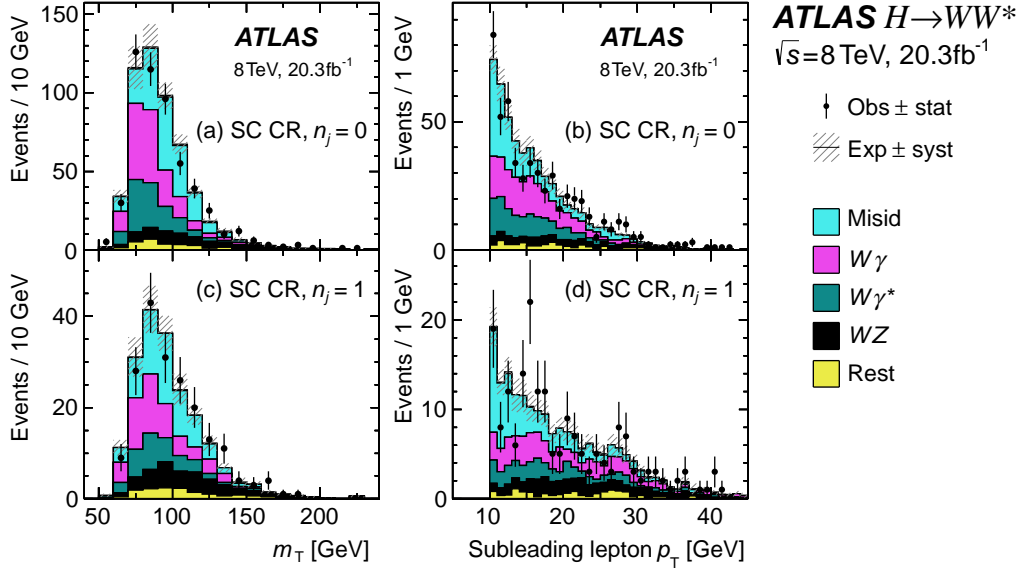 ATLAS H→WW*
√s=8 TeV, 20.3fb-1
Obs ± stat
Exp ± syst
Misid
Wγ
Wγ*
WZ
Rest
Events / 10 GeV
150
100
50
0
ATLAS
8 TeV, 20.3fb-1
(a) SC CR, nj = 0
Events / 1 GeV
50
0
ATLAS
8 TeV, 20.3fb-1
(b) SC CR, nj = 0
Events / 10 GeV
40
20
0
(c) SC CR, nj = 1
50 100 150 200
mT [GeV]
Events / 1 GeV
20
10
0
(d) SC CR, nj = 1
10 20 30 40
Subleading lepton pT [GeV]